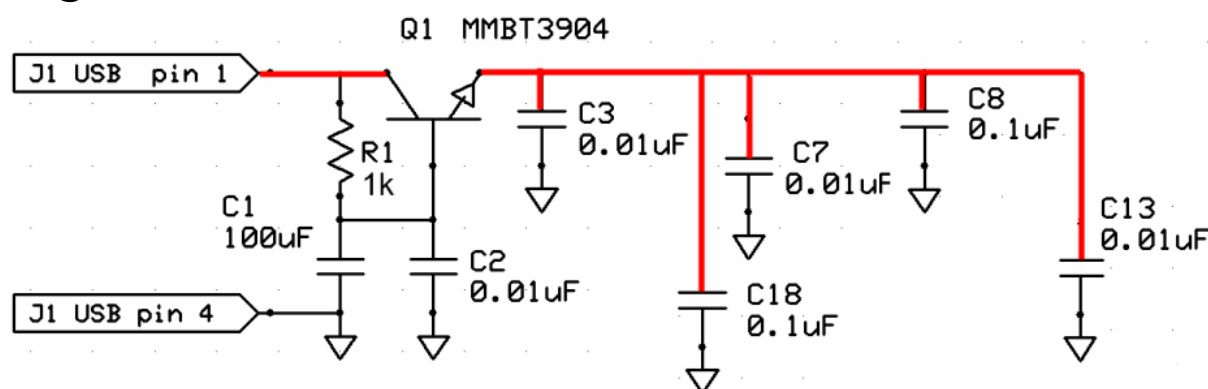 Q1 MMBT3904
J1 USB pin 1
C3
0.01uF
C8
0.1uF
R1
1k
C7
0.01uF
C1
100uF
C13
0.01uF
C2
0.01uF
C18
0.1uF
J1 USB pin 4